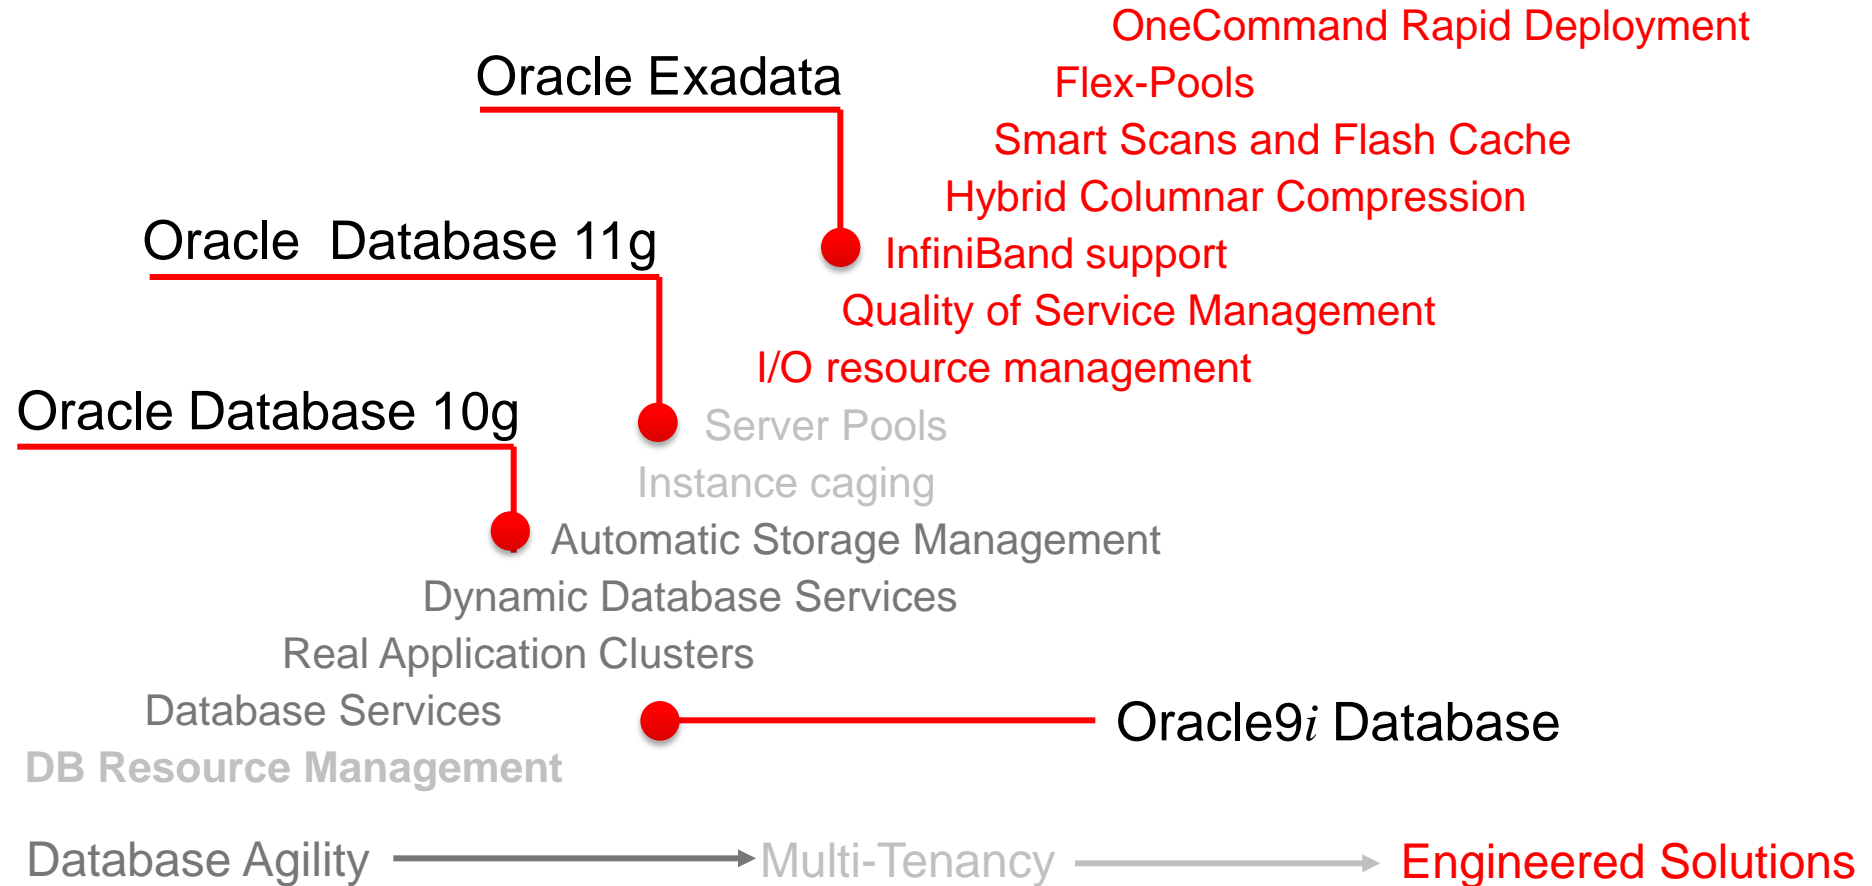 OneCommand Rapid Deployment
Oracle Exadata
Flex-Pools
Smart Scans and Flash Cache
Hybrid Columnar Compression
Oracle Database 11g
InfiniBand support
Quality of Service Management
I/O resource management
Oracle Database 10g
Server Pools
Instance caging
Automatic Storage Management
Dynamic Database Services
Real Application Clusters
Database Services
Oracle9i Database
DB Resource Management
Database Agility
Multi-Tenancy
Engineered Solutions